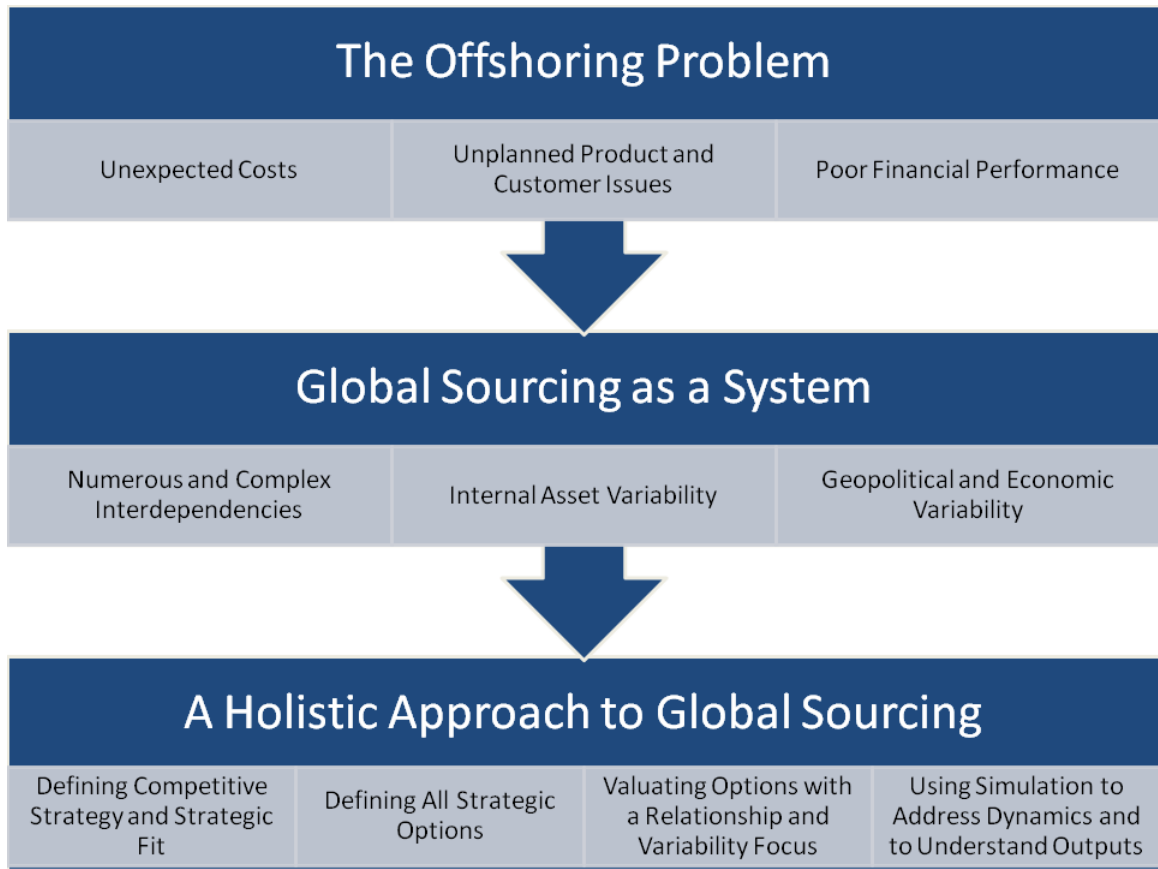 The Offshoring Problem
Unexpected Costs
Unplanned Product and
Customer Issues
Poor Financial Performance
Global Sourcing as a System
Numerous and Complex
Interdependencies
Internal Asset Variability
Geopolitical and Economic
Variability
A Holistic Approach to Global Sourcing
Defining Competitive
Strategy and Strategic
Fit
Defining All Strategic
Options
Valuating Options with
a Relationship and
Variability Focus
Using Simulation to
Address Dynamics and
to Understand Outputs